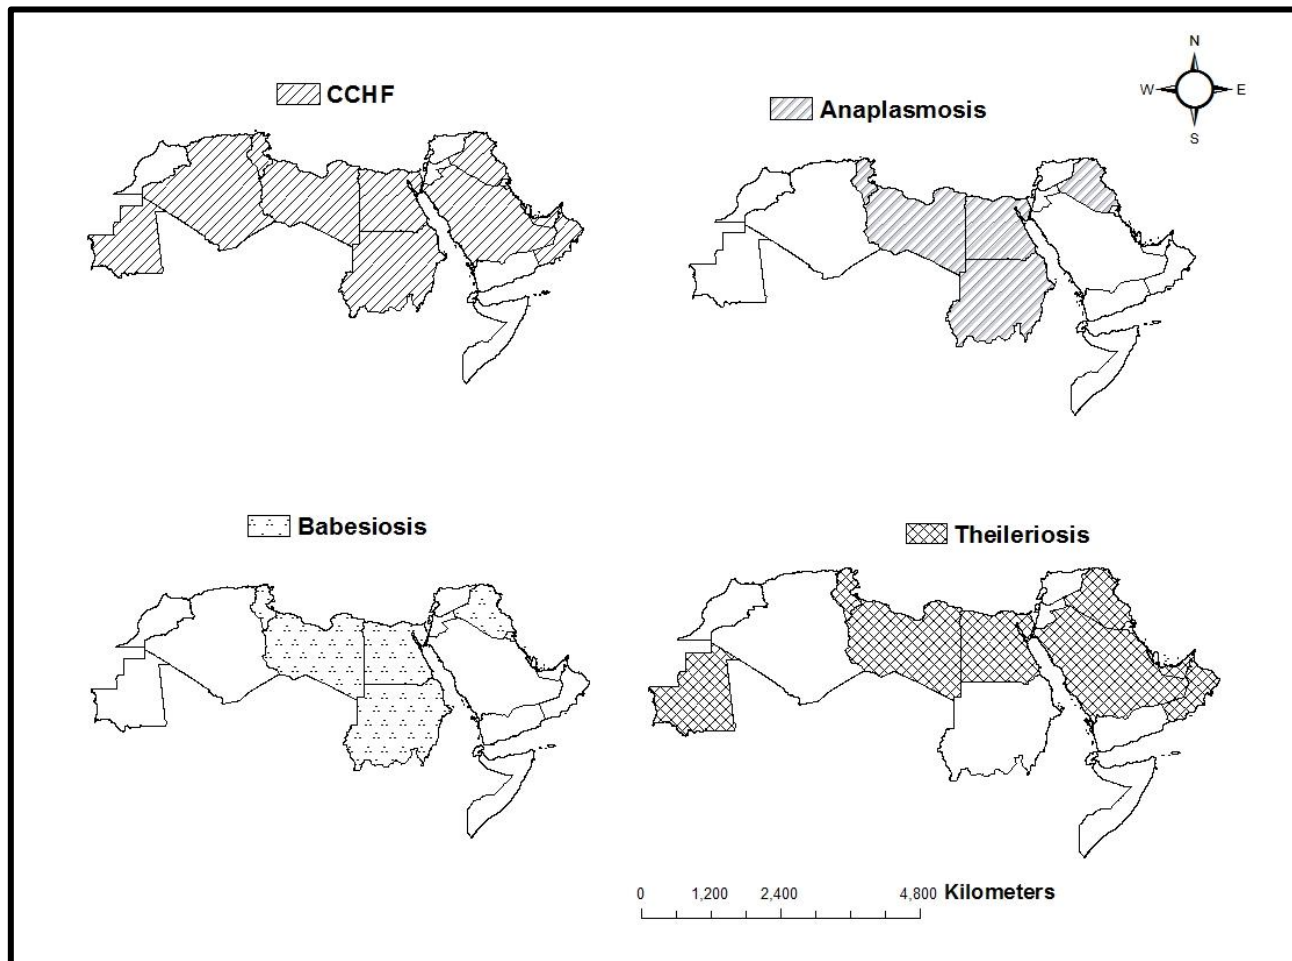 N
W E
S
CCHF
Anaplasmosis
Babesiosis
Theileriosis
0 1,200 2,400 4,800 Kilometers